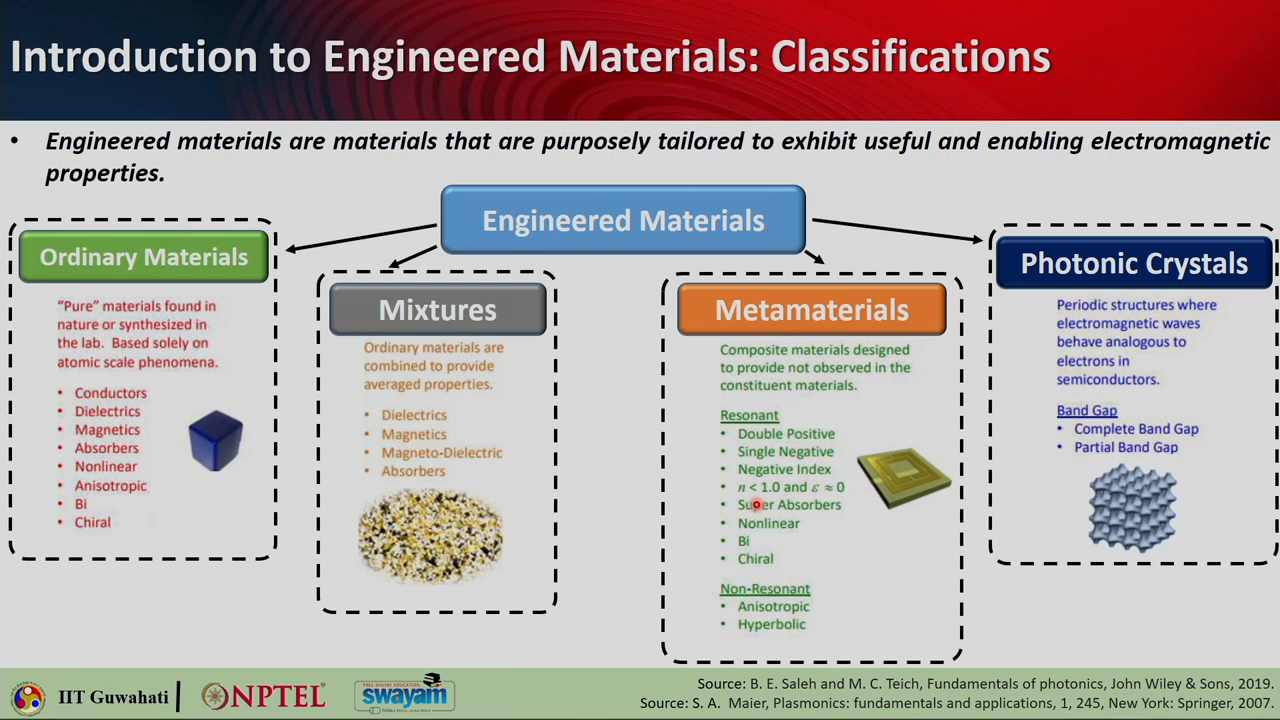 Introduction to Engineered Materials: Classifications
• Engineered materials are materials that are purposely tailored to exhibit useful and enabling electromagnetic
properties.
Engineered Materials
Ordinary Materials
“Pure” materials found in
nature or synthesized in
the lab. Based solely on
atomic scale phenomena.
• Conductors
• Dielectrics
• Magnetics
• Absorbers
• Nonlinear
• Anisotropic
• Bi
• Chiral
Mixtures
Ordinary materials are
combined to provide
averaged properties.
• Dielectrics
• Magnetics
• Magneto-Dielectric
• Absorbers
Metamaterials
Composite materials designed
to provide not observed in the
constituent materials.
Resonant
• Double Positive
• Single Negative
• Negative Index
• n < 1.0 and ε ≈ 0
• Super Absorbers
• Nonlinear
• Bi
• Chiral
Non-Resonant
• Anisotropic
• Hyperbolic
Photonic Crystals
Periodic structures where
electromagnetic waves
behave analogous to
electrons in
semiconductors.
Band Gap
• Complete Band Gap
• Partial Band Gap
IIT Guwahati
NPTEL
FREE ONLINE EDUCATION
swayam
Source: B. E. Saleh and M. C. Teich, Fundamentals of photonics, John Wiley & Sons, 2019.
Source: S. A. Maier, Plasmonics: fundamentals and applications, 1, 245, New York: Springer, 2007.